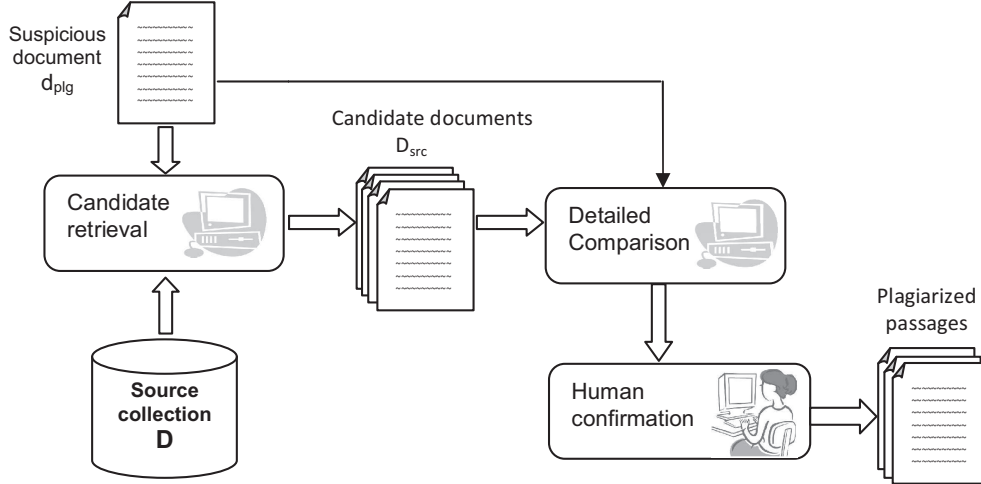 Suspicious
document
dplg
Candidate documents
Dsrc
Candidate
retrieval
Detailed
Comparison
Source
collection
D
Human
confirmation
Plagiarized
passages